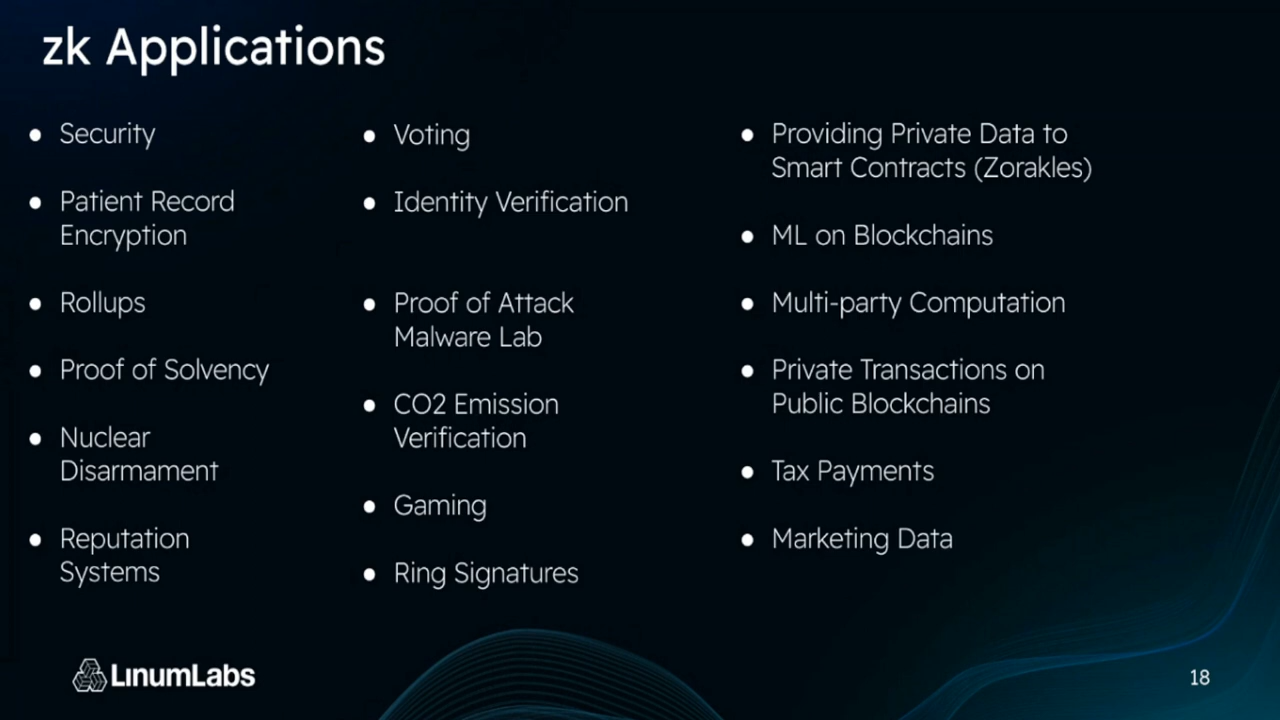 zk Applications
● Security
● Patient Record
Encryption
● Rollups
● Proof of Solvency
● Nuclear
Disarmament
● Reputation
Systems
● Voting
● Identity Verification
● Proof of Attack
Malware Lab
● CO2 Emission
Verification
● Gaming
● Ring Signatures
● Providing Private Data to
Smart Contracts (Zorakles)
● ML on Blockchains
● Multi-party Computation
● Private Transactions on
Public Blockchains
● Tax Payments
● Marketing Data
LınumLabs
18